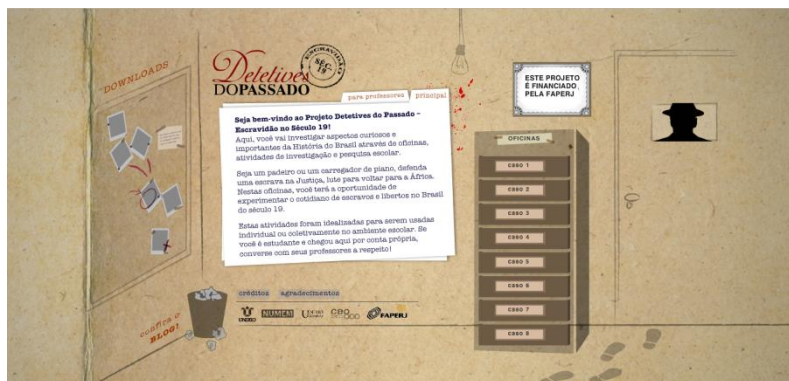 DOWNLOADS
Detetives
DOPASSADO
ESCRAVIDÃO
SÉC.
19
para professores
principal
Seja bem-vindo ao Projeto Detetives do Passado –
Escravidão no Século 19!
Aqui, você vai investigar aspectos curiosos e
importantes da História do Brasil através de oficinas,
atividades de investigação e pesquisa escolar.
Seja um padeiro ou um carregador de piano, defenda
uma escrava na Justiça, lute para voltar para a África.
Nestas oficinas, você terá a oportunidade de
experimentar o cotidiano de escravos e libertos no Brasil
do século 19.
Estas atividades foram idealizadas para serem usadas
individual ou coletivamente no ambiente escolar. Se
você é estudante e chegou aqui por conta própria,
converse com seus professores a respeito!
ESTE PROJETO
É FINANCIADO
PELA FAPERJ
OFICINAS
caso 1
caso 2
caso 3
caso 4
caso 5
caso 6
caso 7
caso 8
créditos
agradecimentos
confira o
BLOG!
UNIRIO
NUMEM
FAPERJ